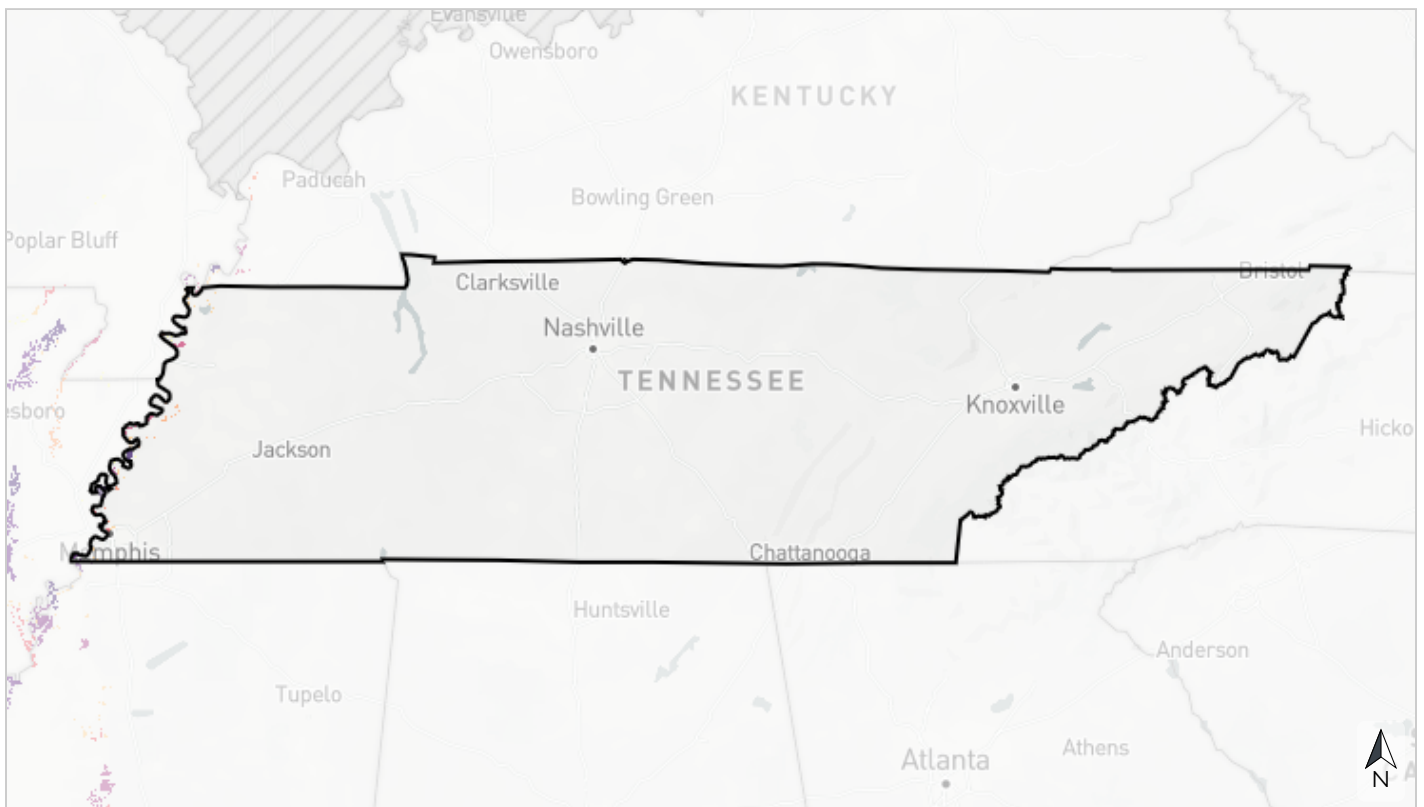 Evansville
Owensboro
KENTUCKY
Paducah
Bowling Green
Poplar Bluff
Clarksville
Bristol
Nashville
TENNESSEE
Knoxville
esboro
Hicko
Jackson
Memphis
Chattanooga
Huntsville
Anderson
Tupelo
Atlanta
Athens
N